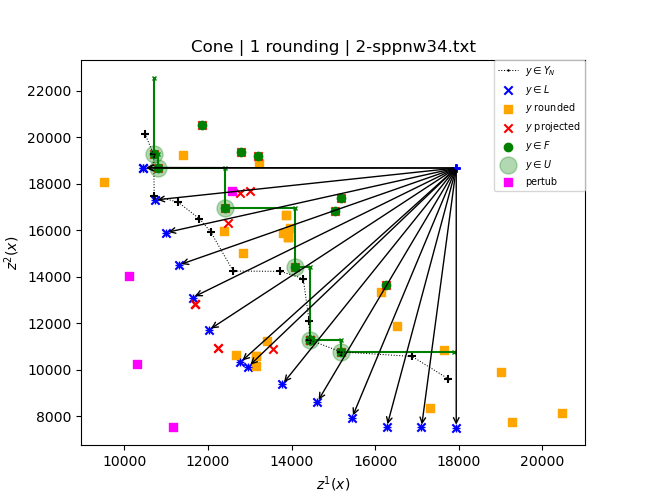 Cone | 1 rounding | 2-sppnw34.txt
z²(x)
22000
20000
18000
16000
14000
12000
10000
8000
y ∈ Y_N
y ∈ L
y rounded
y projected
y ∈ F
y ∈ U
pertub
10000 12000 14000 16000 18000 20000
z¹(x)